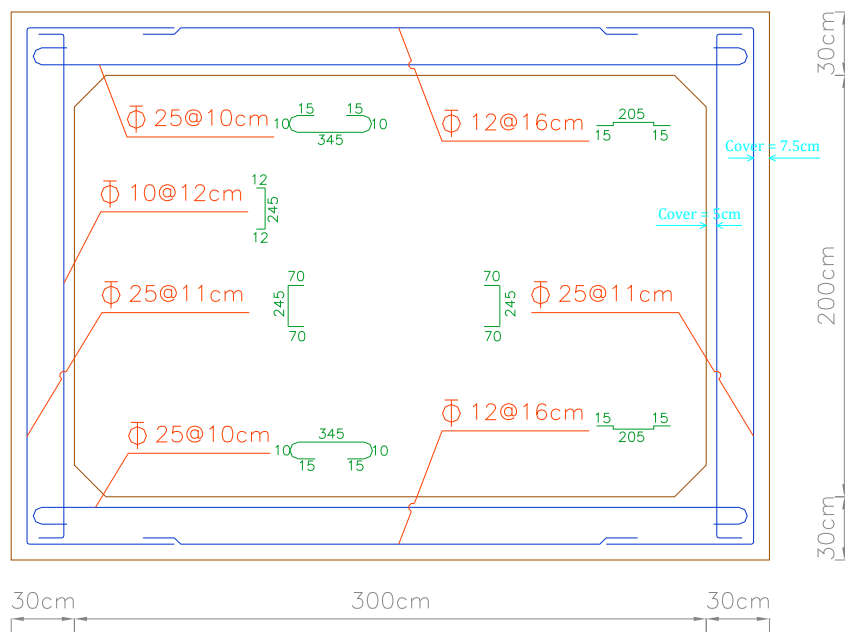 30cm
15 15
Φ 25@10cm 10 10
345
205
Φ 12@16cm
15 15
Cover = 7.5cm
12
Φ 10@12cm
245
12
Cover = 5cm
200cm
70
Φ 25@11cm 245
70
70
245 Φ 25@11cm
70
Φ 12@16cm
15 15
205
Φ 25@10cm
345
10 10
15 15
30cm
30cm 300cm 30cm